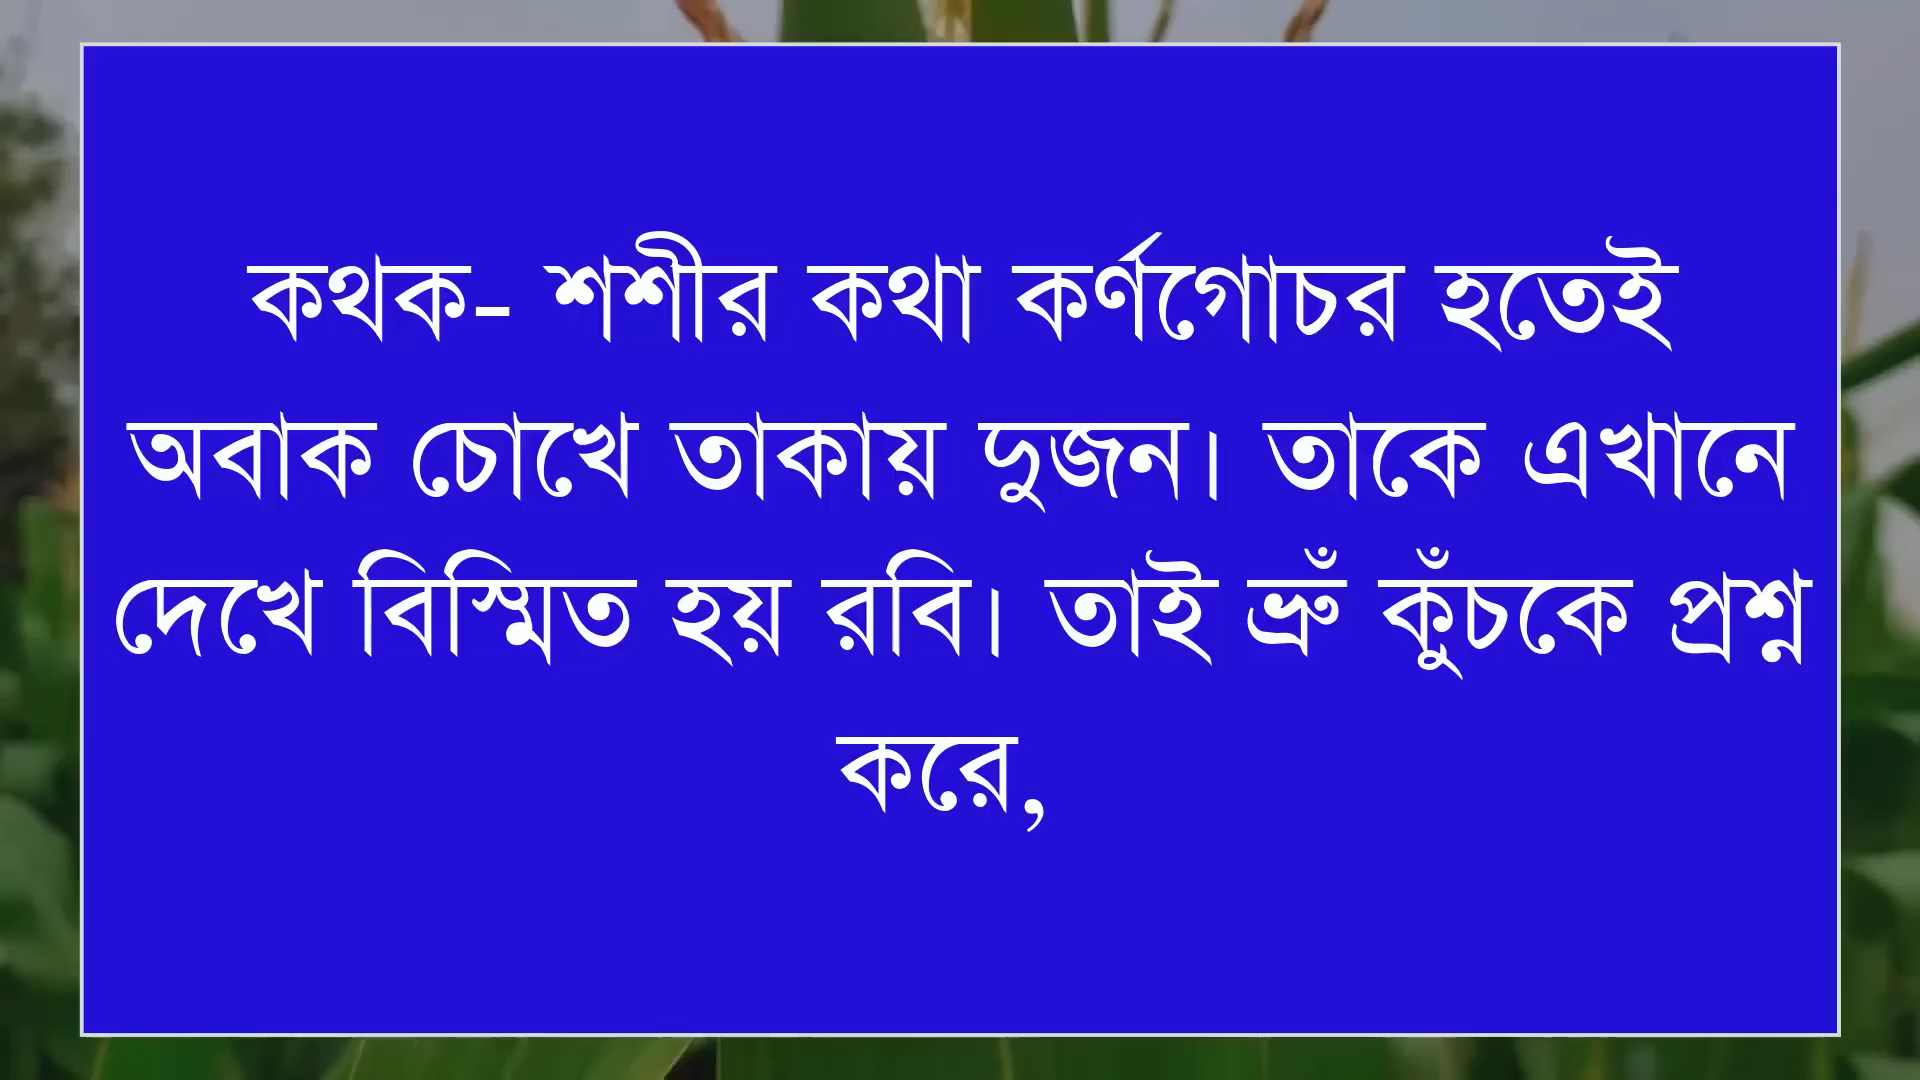 কথক- শশীর কথা কর্ণগোচর হতেই
অবাক চোখে তাকায় দুজন। তাকে এখানে
দেখে বিস্মিত হয় রবি। তাই ভ্রুঁ কুঁচকে প্রশ্ন
করে,